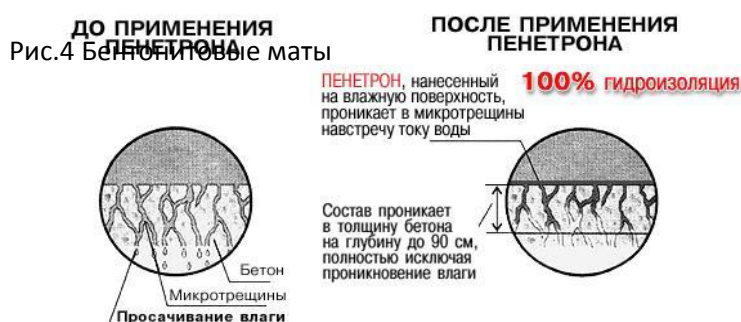 ДО ПРИМЕНЕНИЯ
ПЕНЕТРОНА
Рис.4 Бентонитовые маты
ПОСЛЕ ПРИМЕНЕНИЯ
ПЕНЕТРОНА
ПЕНЕТРОН, нанесенный
на влажную поверхность,
проникает в микротрещины
навстречу току воды
100% гидроизоляция
Состав проникает
в толщину бетона
на глубину до 90 см,
полностью исключая
проникновение влаги
Бетон
Микротрещины
Просачивание влаги